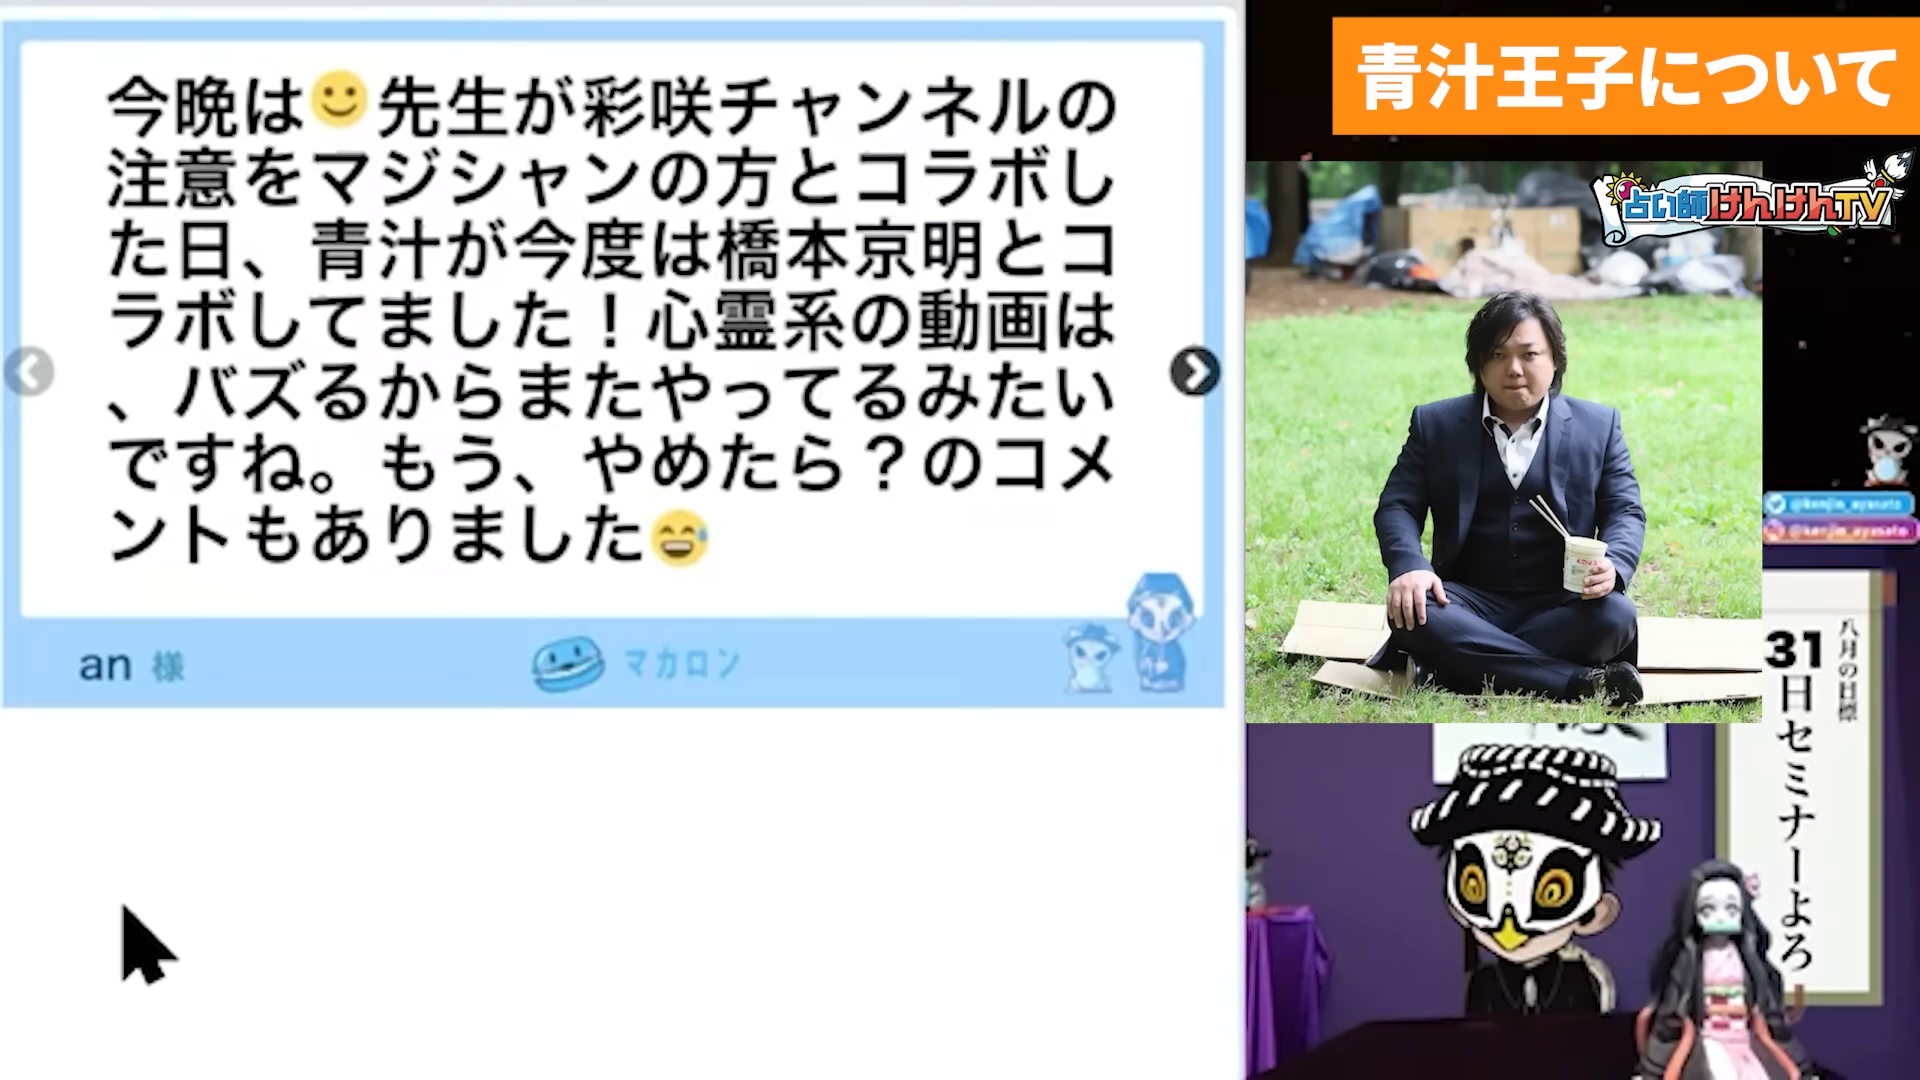 今晩は😊先生が彩咲チャンネルの
注意をマジシャンの方とコラボし
た日、青汁が今度は橋本京明とコ
ラボしてました！心霊系の動画は
、バズるからまたやってるみたい
ですね。もう、やめたら？のコメ
ントもありました😅
an 様
マカロン
青汁王子について
占い師けんけんTV
@kenjin_ayasato
@kenjin_ayasato
八月の目標
31日セミナーよろ